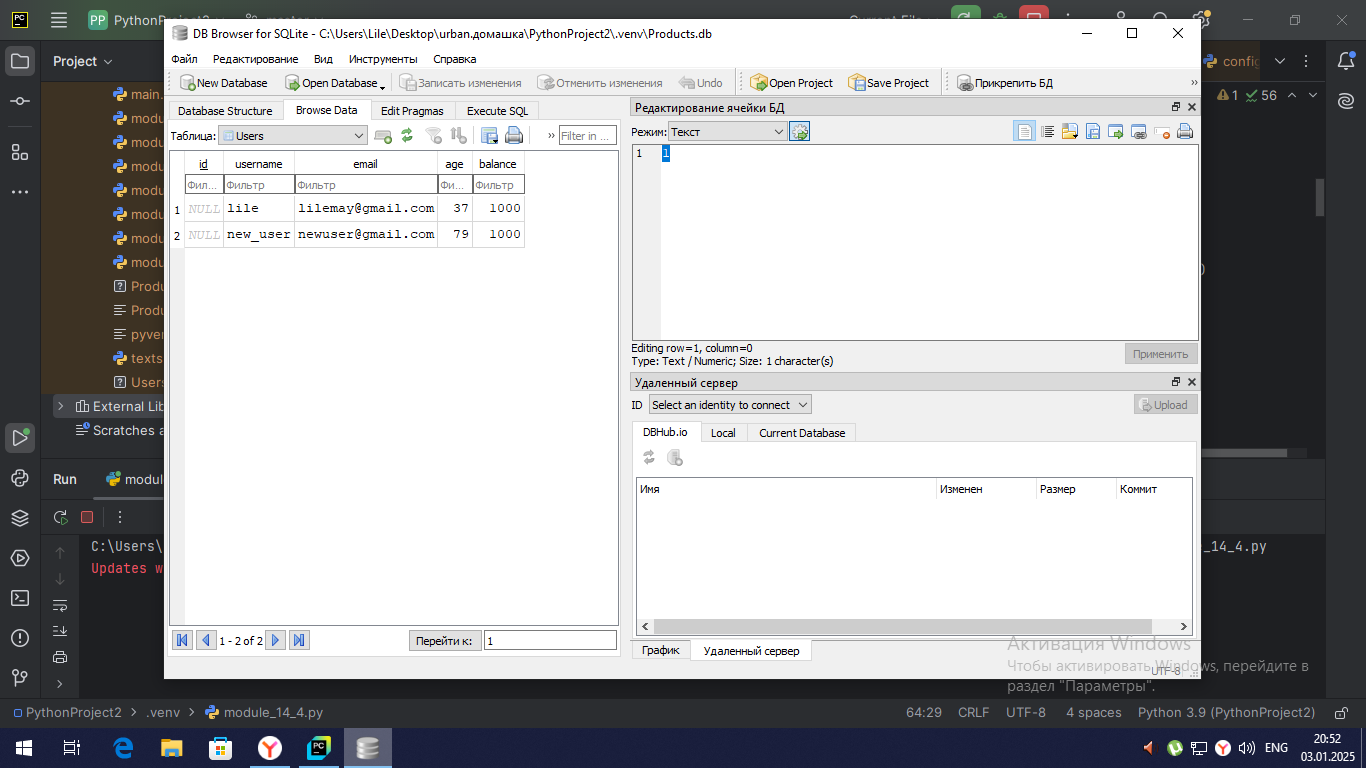 PC
PP PythonProject2 master Current File
DB Browser for SQLite - C:\Users\Lile\Desktop\urban.домашка\PythonProject2\.venv\Products.db
Project
Файл Редактирование Вид Инструменты Справка
New Database Open Database Записать изменения Отменить изменения Undo Open Project Save Project Прикрепить БД »
Database Structure Browse Data Edit Pragmas Execute SQL
Таблица: Users » Filter in ...
id username email age balance
Фил... Фильтр Фильтр Фи... Фильтр
1 NULL lile lilemay@gmail.com 37 1000
2 NULL new_user newuser@gmail.com 79 1000
1 - 2 of 2 Перейти к: 1
Редактирование ячейки БД
Режим: Текст
1 1
Editing row=1, column=0
Type: Text / Numeric; Size: 1 character(s)
Применить
Удаленный сервер
ID Select an identity to connect Upload
DBHub.io Local Current Database
Имя Изменен Размер Коммит
График Удаленный сервер
UTF-8
config
1 56
main.
modu
modu
modu
modu
modu
modu
modu
Produ
Produ
pyver
texts
Users
External Lib
Scratches a
Run modul
C:\Users\ _14_4.py
Updates w
Активация Windows
Чтобы активировать Windows, перейдите в
раздел "Параметры".
PythonProject2 > .venv > module_14_4.py 64:29 CRLF UTF-8 4 spaces Python 3.9 (PythonProject2)
ENG 20:52
03.01.2025